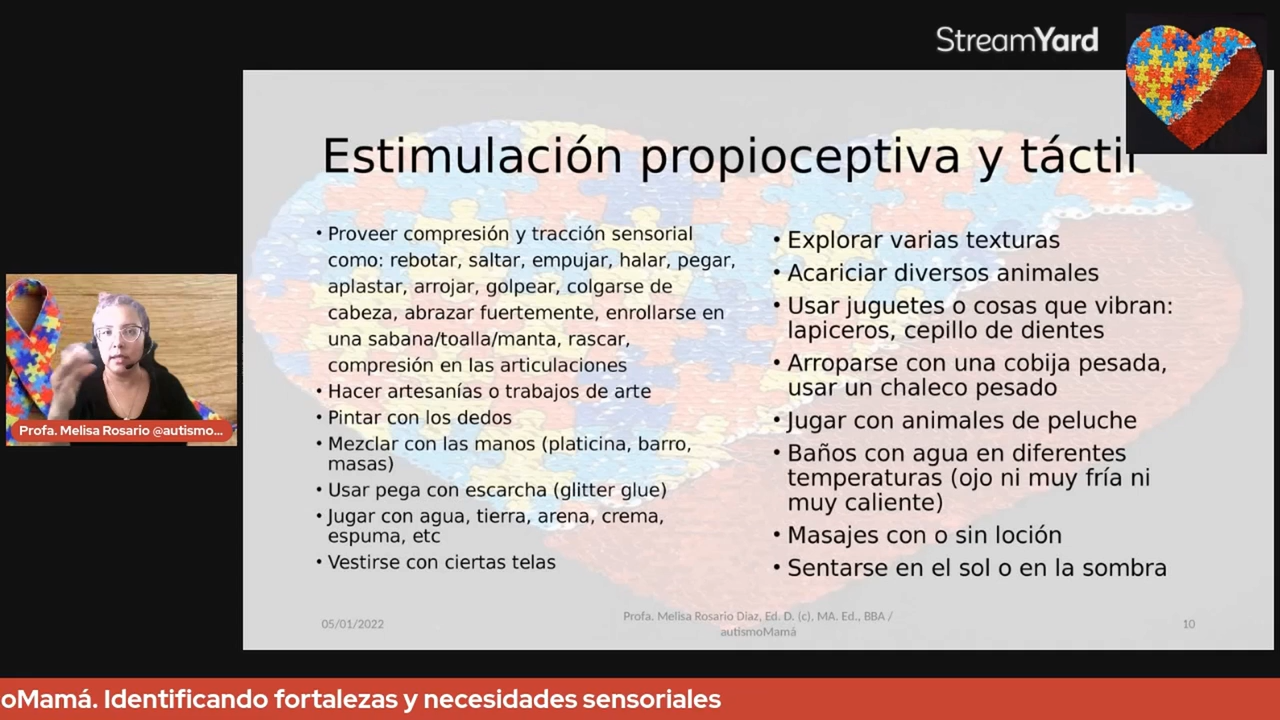 StreamYard
Estimulación propioceptiva y táctil
• Proveer compresión y tracción sensorial
como: rebotar, saltar, empujar, halar, pegar,
aplastar, arrojar, golpear, colgarse de
cabeza, abrazar fuertemente, enrollarse en
una sabana/toalla/manta, rascar,
compresión en las articulaciones
• Hacer artesanías o trabajos de arte
• Pintar con los dedos
• Mezclar con las manos (platicina, barro,
masas)
• Usar pega con escarcha (glitter glue)
• Jugar con agua, tierra, arena, crema,
espuma, etc
• Vestirse con ciertas telas
• Explorar varias texturas
• Acariciar diversos animales
• Usar juguetes o cosas que vibran:
lapiceros, cepillo de dientes
• Arroparse con una cobija pesada,
usar un chaleco pesado
• Jugar con animales de peluche
• Baños con agua en diferentes
temperaturas (ojo ni muy fría ni
muy caliente)
• Masajes con o sin loción
• Sentarse en el sol o en la sombra
Profa. Melisa Rosario @autismo...
05/01/2022
Profa. Melisa Rosario Díaz, Ed. D. (c), MA. Ed., BBA /
autismoMamá
10
oMamá. Identificando fortalezas y necesidades sensoriales